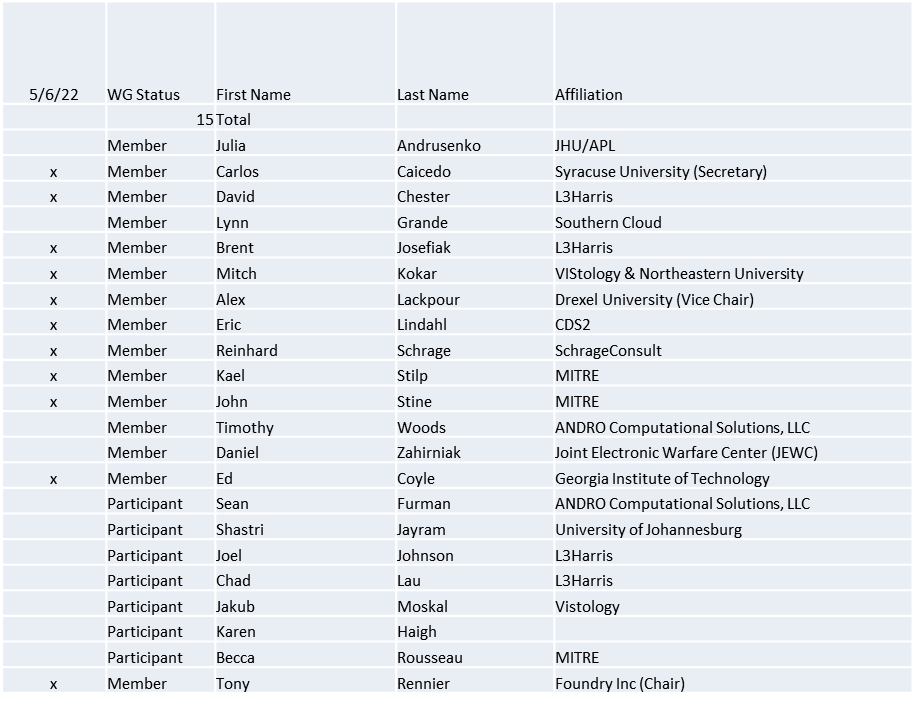 5/6/22 WG Status First Name Last Name Affiliation
15 Total
Member Julia Andrusenko JHU/APL
x Member Carlos Caicedo Syracuse University (Secretary)
x Member David Chester L3Harris
Member Lynn Grande Southern Cloud
x Member Brent Josefiak L3Harris
x Member Mitch Kokar VIStology & Northeastern University
x Member Alex Lackpour Drexel University (Vice Chair)
x Member Eric Lindahl CDS2
x Member Reinhard Schrage SchrageConsult
x Member Kael Stilp MITRE
x Member John Stine MITRE
Member Timothy Woods ANDRO Computational Solutions, LLC
Member Daniel Zahirniak Joint Electronic Warfare Center (JEWC)
x Member Ed Coyle Georgia Institute of Technology
Participant Sean Furman ANDRO Computational Solutions, LLC
Participant Shastri Jayram University of Johannesburg
Participant Joel Johnson L3Harris
Participant Chad Lau L3Harris
Participant Jakub Moskal Vistology
Participant Karen Haigh
Participant Becca Rousseau MITRE
x Member Tony Rennier Foundry Inc (Chair)